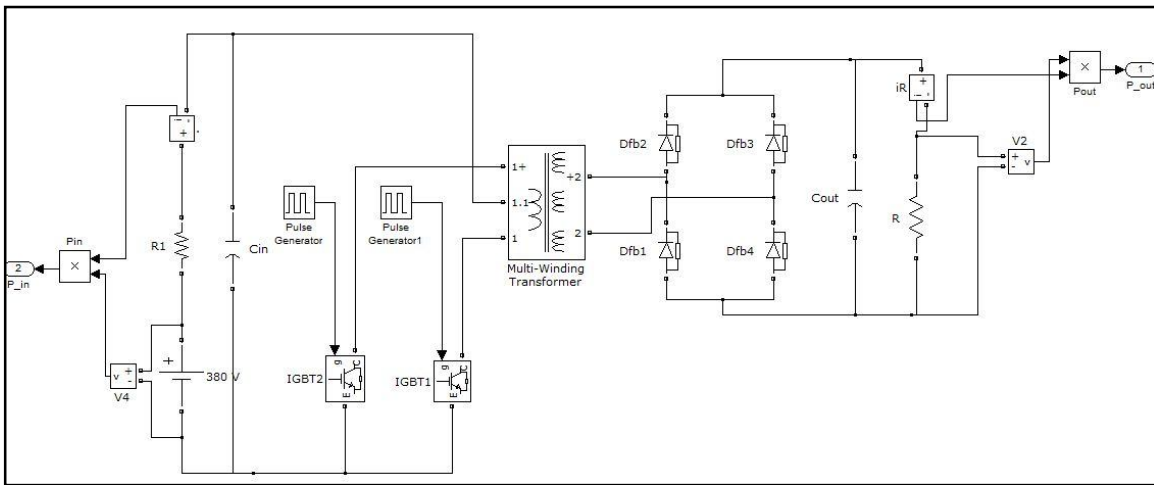 Pin
2
P_in
×
V4
v
+
-
i
-
+
R1
+
380 V
Cin
Pulse
Generator
Pulse
Generator1
IGBT2
g
C
E
IGBT1
g
C
E
1+
1.1
1
+2
2
Multi-Winding
Transformer
Dfb2
Dfb3
Dfb1
Dfb4
Cout
iR
+
i
-
R
V2
+
-
v
×
Pout
1
P_out